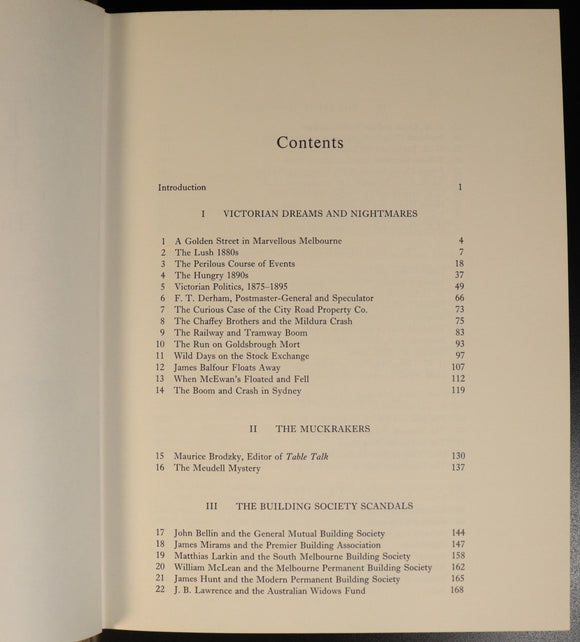 Contents
Introduction 1
I VICTORIAN DREAMS AND NIGHTMARES
1 A Golden Street in Marvellous Melbourne 4
2 The Lush 1880s 7
3 The Perilous Course of Events 18
4 The Hungry 1890s 37
5 Victorian Politics, 1875–1895 49
6 F. T. Derham, Postmaster-General and Speculator 66
7 The Curious Case of the City Road Property Co. 73
8 The Chaffey Brothers and the Mildura Crash 75
9 The Railway and Tramway Boom 83
10 The Run on Goldsbrough Mort 93
11 Wild Days on the Stock Exchange 97
12 James Balfour Floats Away 107
13 When McEwan's Floated and Fell 112
14 The Boom and Crash in Sydney 119
II THE MUCKRAKERS
15 Maurice Brodzky, Editor of Table Talk 130
16 The Meudell Mystery 137
III THE BUILDING SOCIETY SCANDALS
17 John Bellin and the General Mutual Building Society 144
18 James Mirams and the Premier Building Association 147
19 Matthias Larkin and the South Melbourne Building Society 158
20 William McLean and the Melbourne Permanent Building Society 162
21 James Hunt and the Modern Permanent Building Society 165
22 J. B. Lawrence and the Australian Widows Fund 168